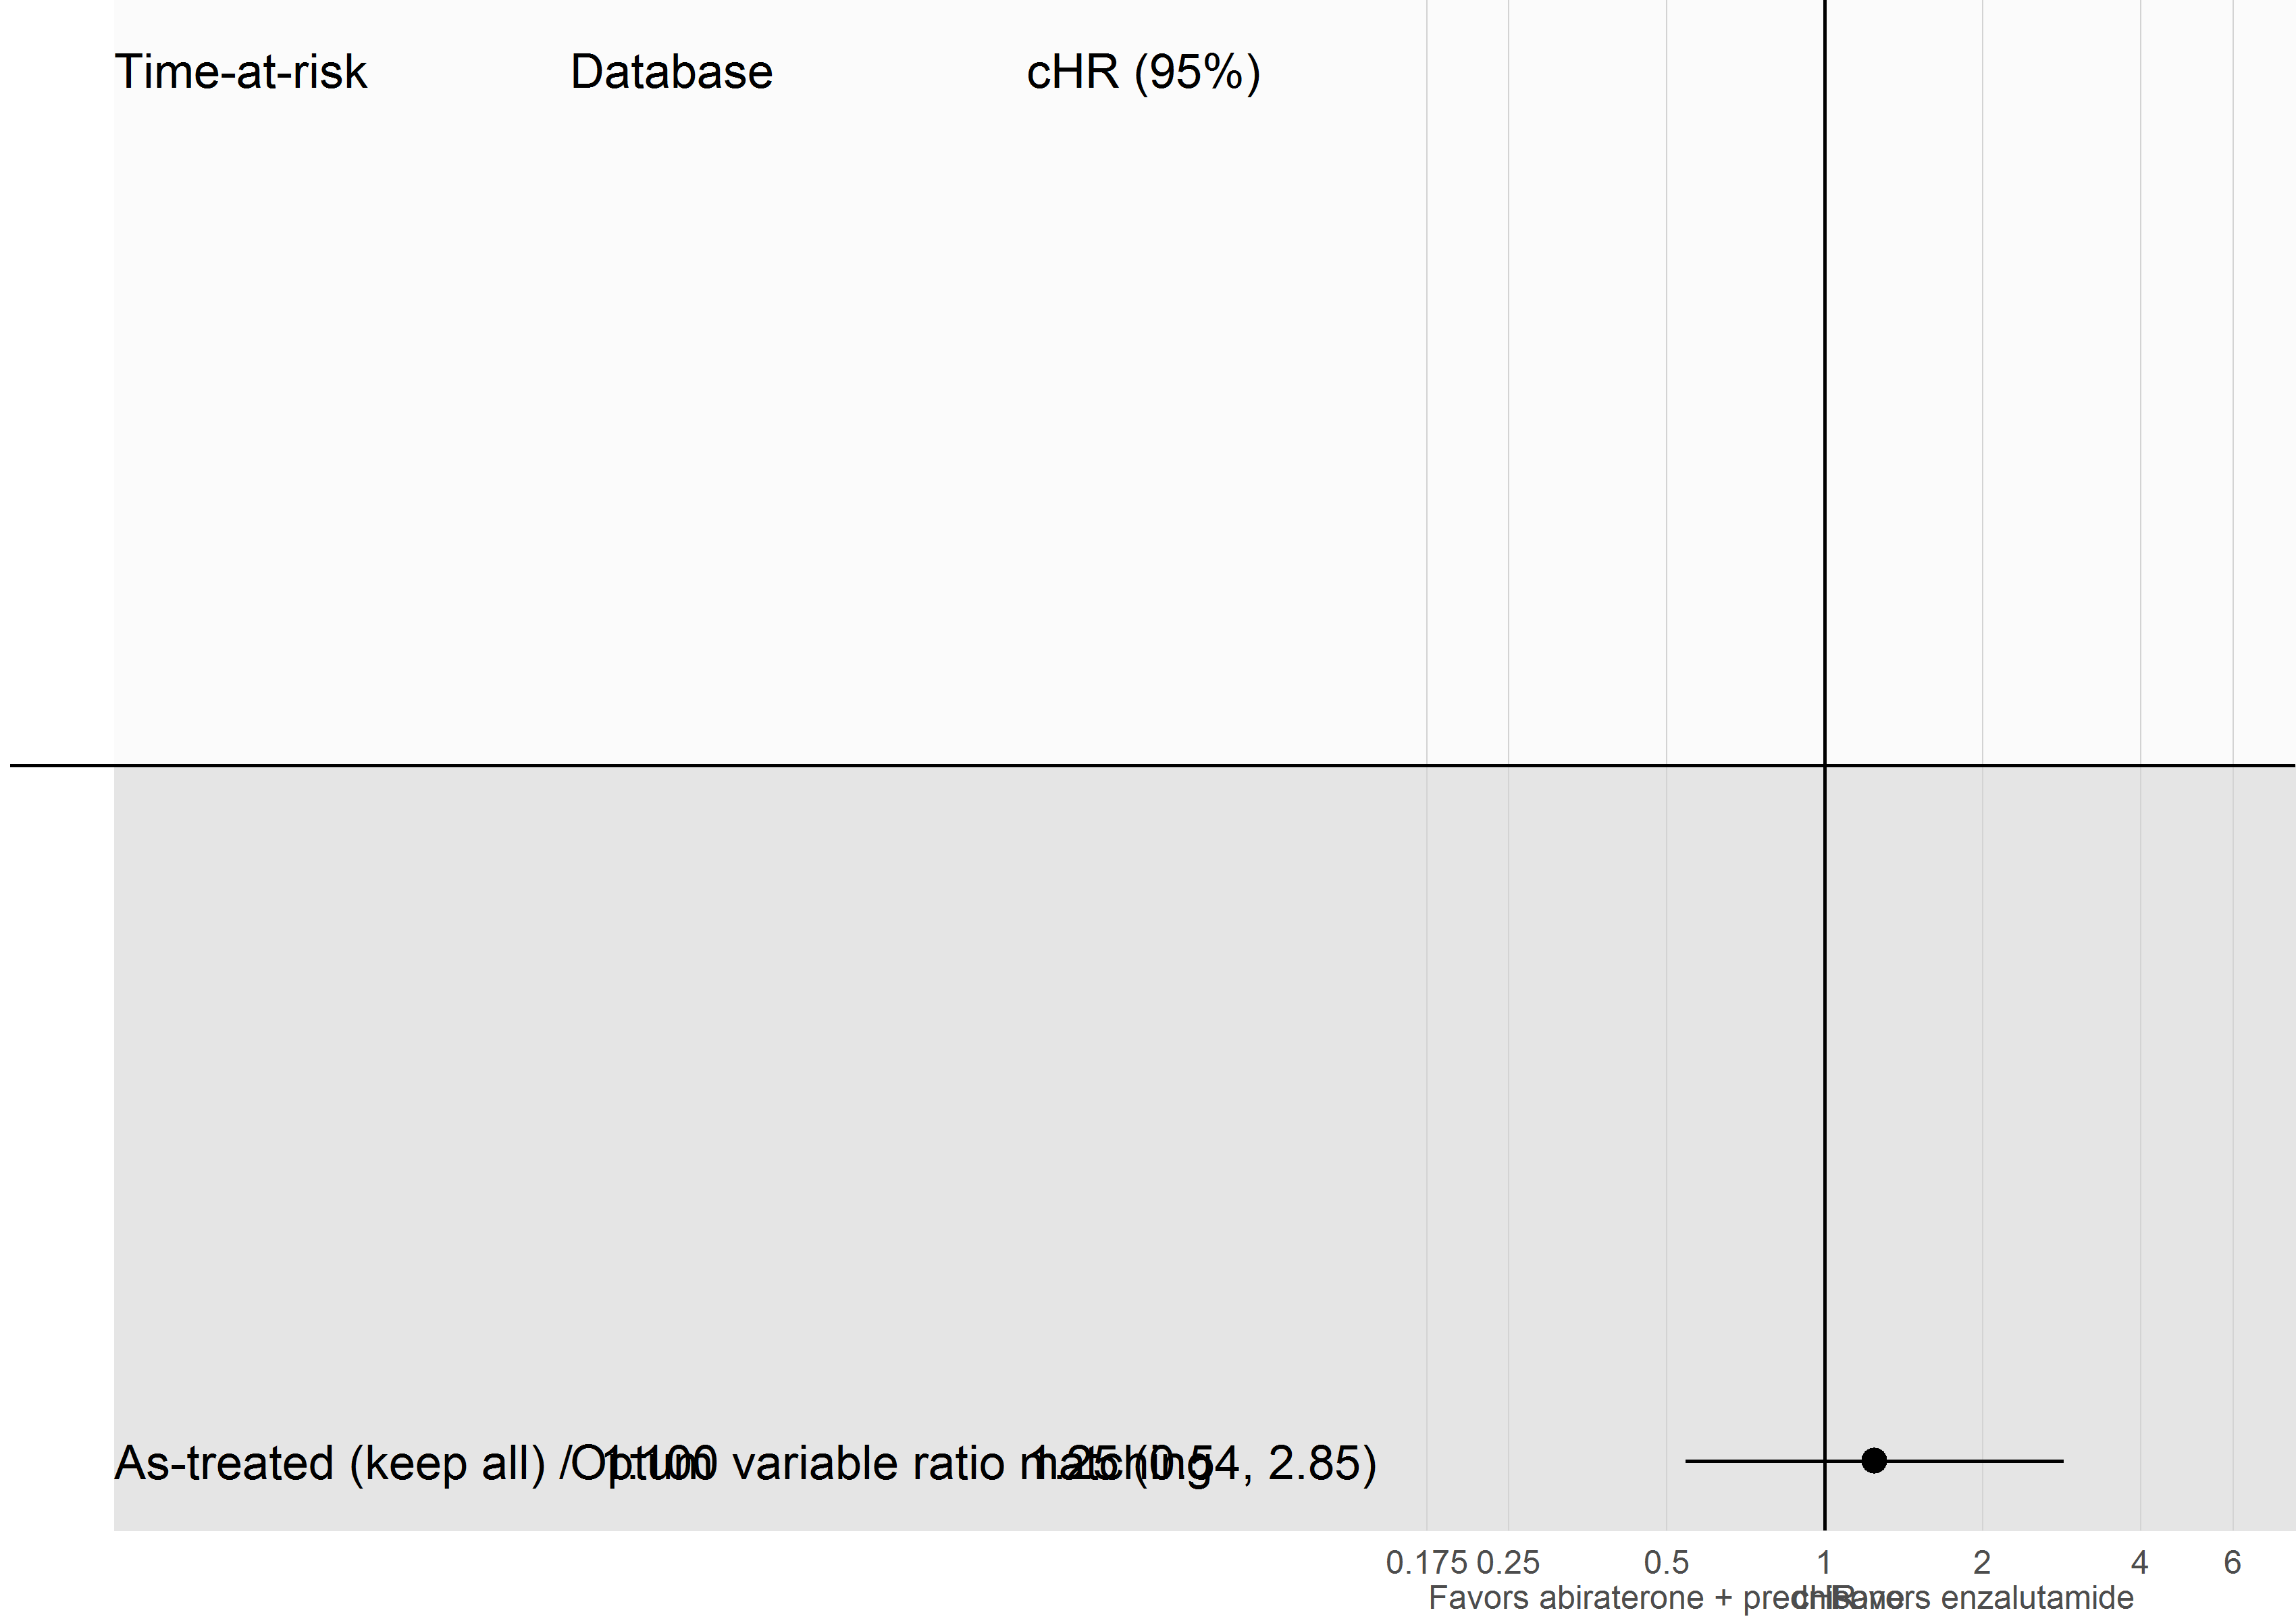 Time-at-risk Database cHR (95%)
As-treated (keep all) / 1:100 variable ratio matching Optum 1.25 (0.54, 2.85)
0.175 0.25 0.5 1 2 4 6
Favors abiraterone + prednisone cHR Favors enzalutamide